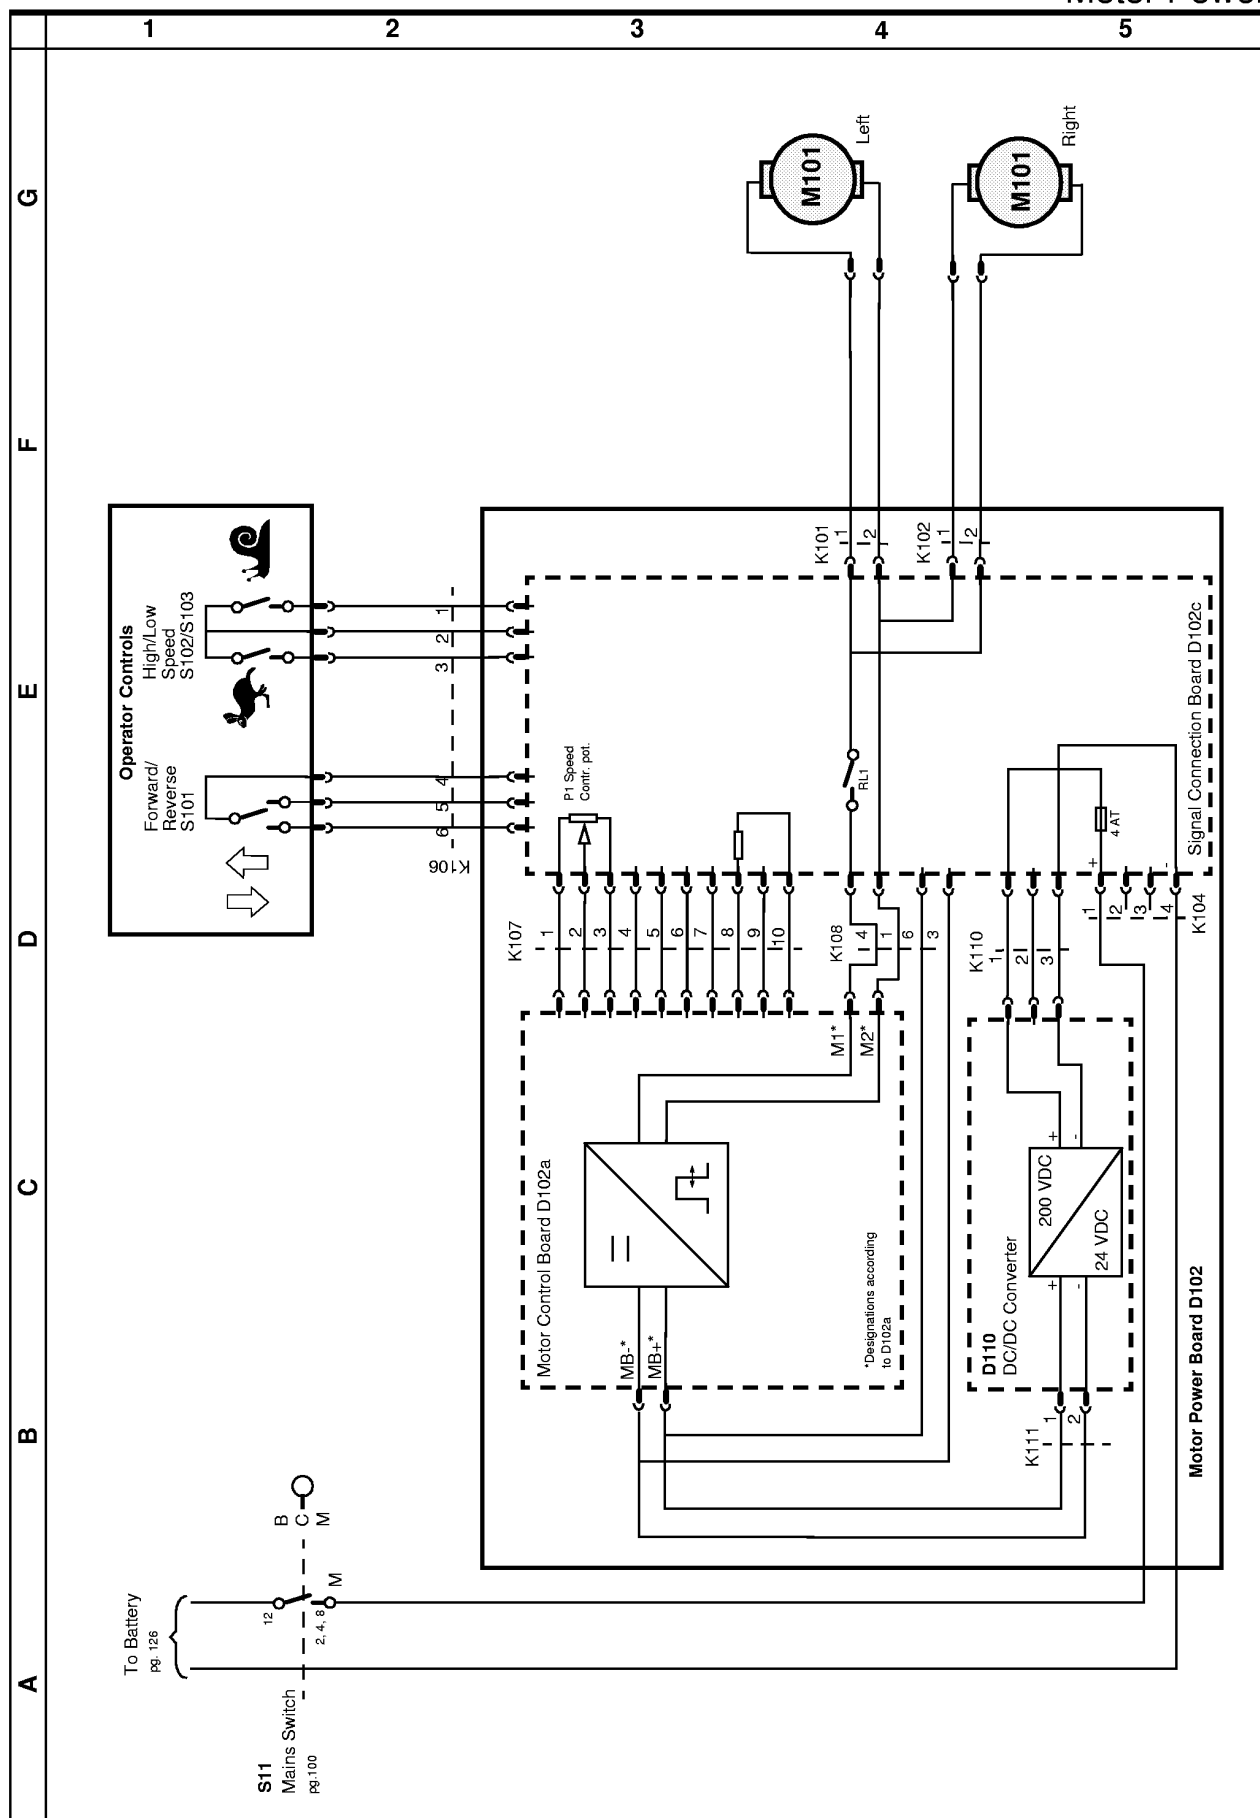 1 2 3 4 5
A B C D E F G
Operator Controls
Forward/
Reverse
S101
High/Low
Speed
S102/S103
K106
6 5 4 3 2 1
To Battery
pg. 126
S11
Mains Switch
pg.100
12
2, 4, 8
M
B
C
M
M101
Left
M101
Right
K101
1
2
K102
1
2
P1 Speed
Contr. pot.
RL1
4 AT
+
-
Signal Connection Board D102c
K107
1
2
3
4
5
6
7
8
9
10
K108
4
1
6
3
K110
1
2
3
K104
1
2
3
4
Motor Control Board D102a
M1*
M2*
MB-*
MB+*
*Designations according
to D102a
D110
DC/DC Converter
200 VDC
24 VDC
+
-
+
-
K111
1
2
Motor Power Board D102